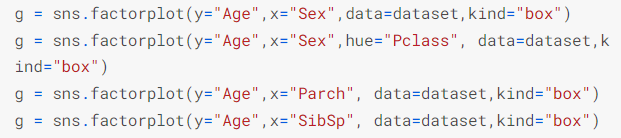 g = sns.factorplot(y="Age",x="Sex",data=dataset,kind="box")
g = sns.factorplot(y="Age",x="Sex",hue="Pclass", data=dataset,k
ind="box")
g = sns.factorplot(y="Age",x="Parch", data=dataset,kind="box")
g = sns.factorplot(y="Age",x="SibSp", data=dataset,kind="box")